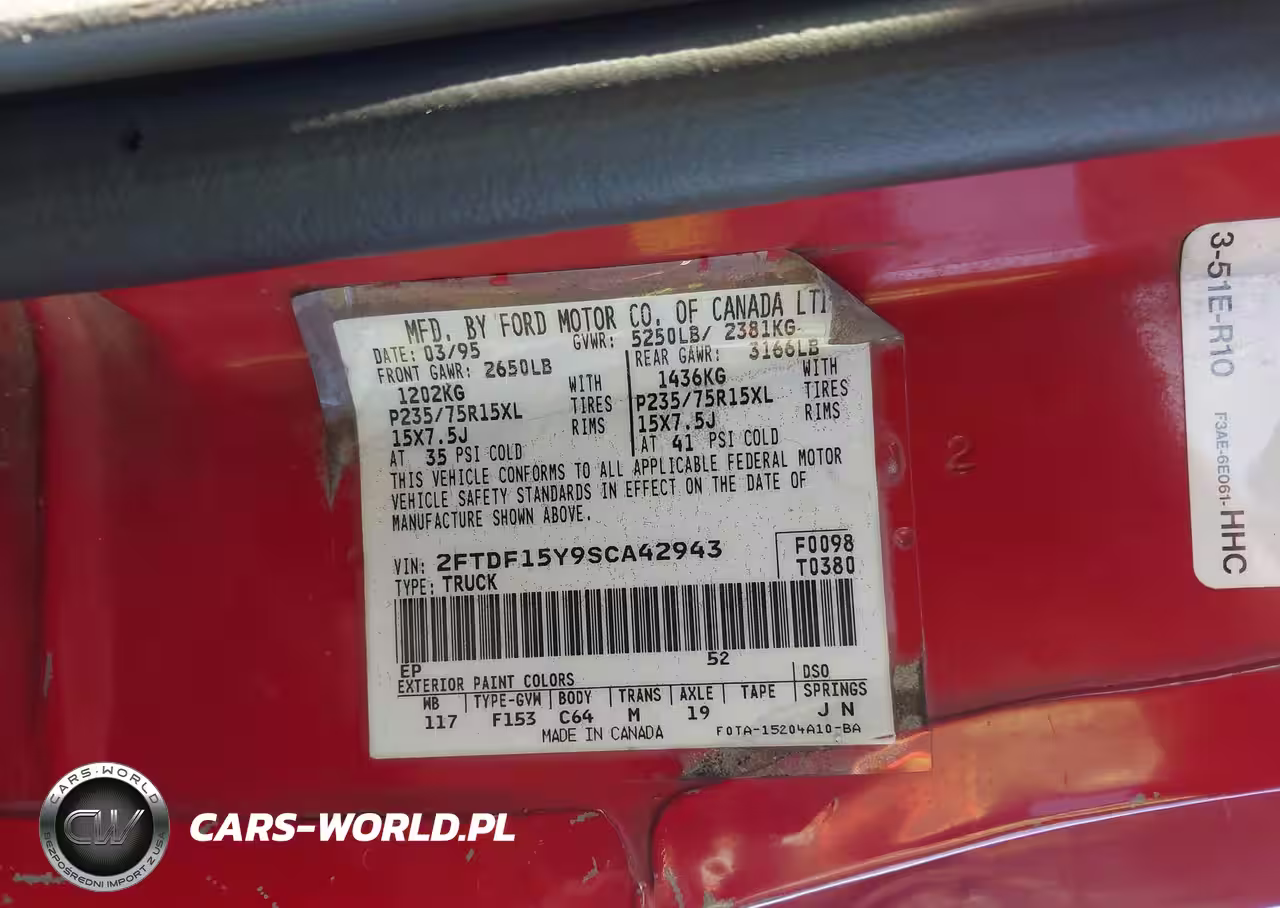 MFD. BY FORD MOTOR CO. OF CANADA LT
DATE: 03/95 GVWR: 5250LB/ 2381KG
FRONT GAWR: 2650LB REAR GAWR: 3166LB
1202KG WITH 1436KG WITH
P235/75R15XL TIRES P235/75R15XL TIRES
15X7.5J RIMS 15X7.5J RIMS
AT 35 PSI COLD AT 41 PSI COLD
THIS VEHICLE CONFORMS TO ALL APPLICABLE FEDERAL MOTOR
VEHICLE SAFETY STANDARDS IN EFFECT ON THE DATE OF
MANUFACTURE SHOWN ABOVE.
VIN: 2FTDF15Y9SCA42943 F0098
TYPE: TRUCK T0380
EP 52
EXTERIOR PAINT COLORS DSO
WB TYPE-GVW BODY TRANS AXLE TAPE SPRINGS
117 F153 C64 M 19 J N
MADE IN CANADA F0TA-15204A10-BA
2
3-51E-R10 F3AE-6E061-HHC
CARS-WORLD
CW
BEZPOŚREDNI IMPORT Z USA
CARS-WORLD.PL